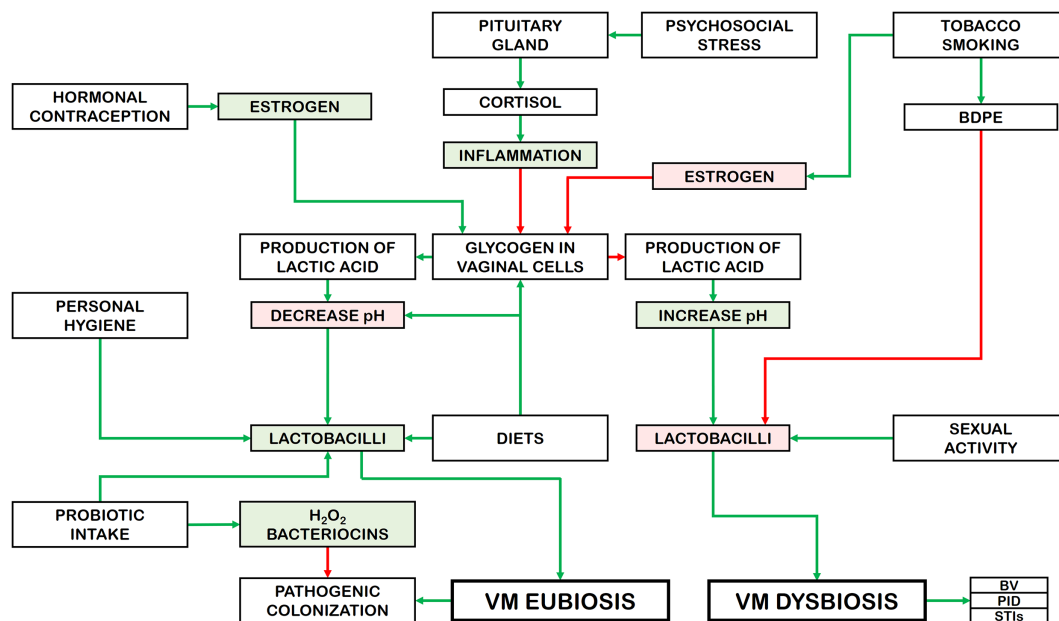 PITUITARY
GLAND
PSYCHOSOCIAL
STRESS
TOBACCO
SMOKING
HORMONAL
CONTRACEPTION
ESTROGEN
CORTISOL
BDPE
INFLAMMATION
ESTROGEN
PRODUCTION OF
LACTIC ACID
GLYCOGEN IN
VAGINAL CELLS
PRODUCTION OF
LACTIC ACID
PERSONAL
HYGIENE
DECREASE pH
INCREASE pH
LACTOBACILLI
DIETS
LACTOBACILLI
SEXUAL
ACTIVITY
PROBIOTIC
INTAKE
H₂O₂
BACTERIOCINS
PATHOGENIC
COLONIZATION
VM EUBIOSIS
VM DYSBIOSIS
BV
PID
STIs